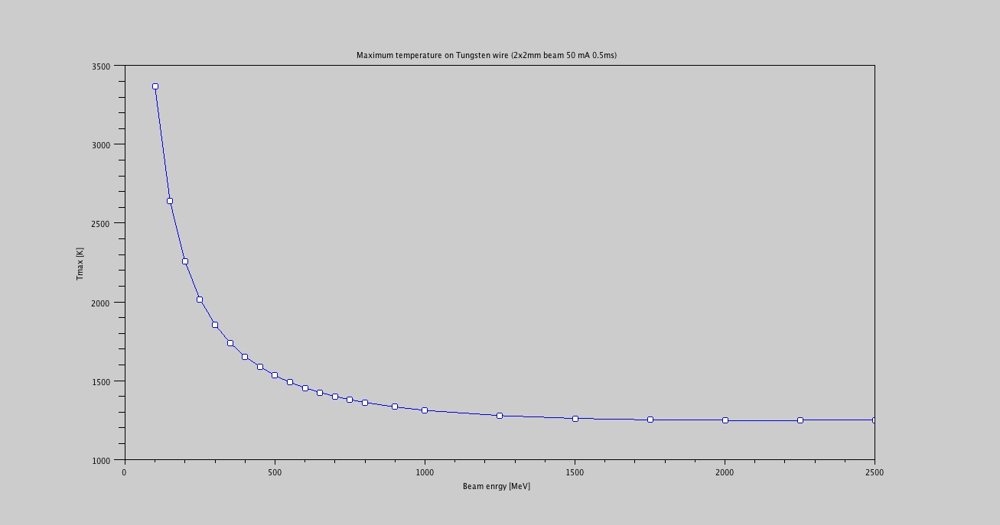 Maximum temperature on Tungsten wire (2x2mm beam 50 mA 0.5ms)
3500
3000
2500
2000
1500
1000
Tmax [K]
0 500 1000 1500 2000 2500
Beam enrgy [MeV]